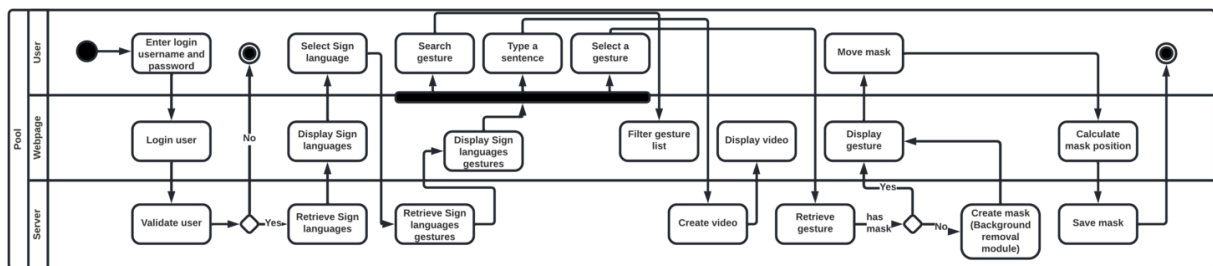 Pool
User
Enter login
username and
password
Select Sign
language
Search
gesture
Type a
sentence
Select a
gesture
Move mask
Webpage
Login user
No
Display Sign
languages
Display Sign
languages
gestures
Filter gesture
list
Display video
Display
gesture
Calculate
mask position
Server
Validate user
Yes
Retrieve Sign
languages
Retrieve Sign
languages
gestures
Create video
Retrieve
gesture
has
mask
Yes
No
Create mask
(Background
removal
module)
Save mask